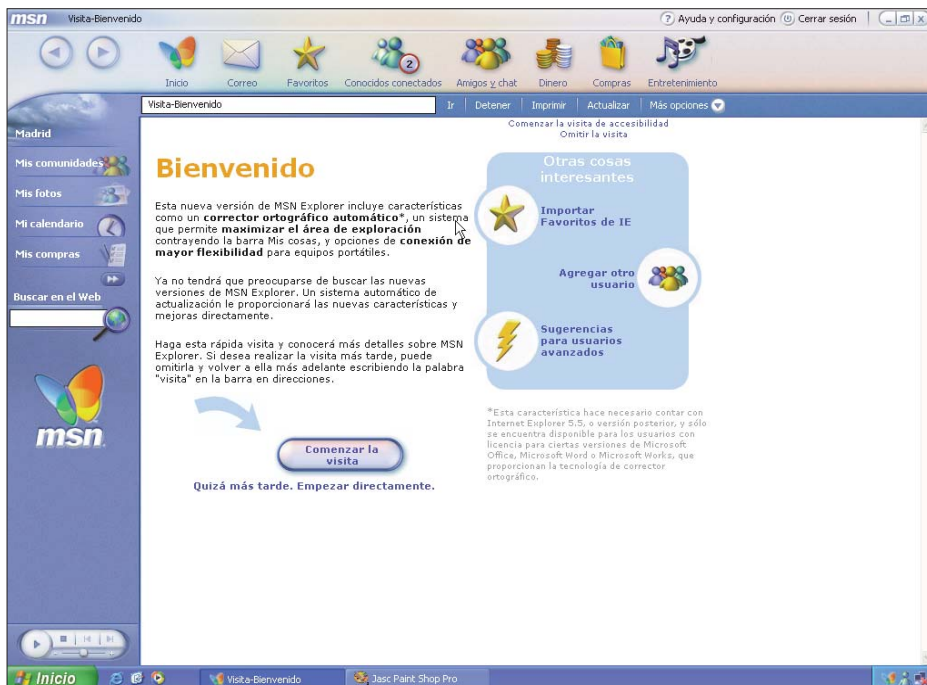 msn Visita-Bienvenido
Ayuda y configuración Cerrar sesión
Inicio Correo Favoritos Conocidos conectados 2 Amigos y chat Dinero Compras Entretenimiento
Visita-Bienvenido Ir Detener Imprimir Actualizar Más opciones
Madrid
Mis comunidades
Mis fotos
Mi calendario
Mis compras
Buscar en el Web
msn
Comenzar la visita de accesibilidad
Omitir la visita
Bienvenido
Esta nueva versión de MSN Explorer incluye características
como un corrector ortográfico automático*, un sistema
que permite maximizar el área de exploración
contrayendo la barra Mis cosas, y opciones de conexión de
mayor flexibilidad para equipos portátiles.
Ya no tendrá que preocuparse de buscar las nuevas
versiones de MSN Explorer. Un sistema automático de
actualización le proporcionará las nuevas características y
mejoras directamente.
Haga esta rápida visita y conocerá más detalles sobre MSN
Explorer. Si desea realizar la visita más tarde, puede
omitirla y volver a ella más adelante escribiendo la palabra
"visita" en la barra en direcciones.
Comenzar la
visita
Quizá más tarde. Empezar directamente.
Otras cosas
interesantes
Importar
Favoritos de IE
Agregar otro
usuario
Sugerencias
para usuarios
avanzados
*Esta característica hace necesario contar con
Internet Explorer 5.5, o versión posterior, y sólo
se encuentra disponible para los usuarios con
licencia para ciertas versiones de Microsoft
Office, Microsoft Word o Microsoft Works, que
proporcionan la tecnología de corrector
ortográfico.
Inicio Visita-Bienvenido Jasc Paint Shop Pro